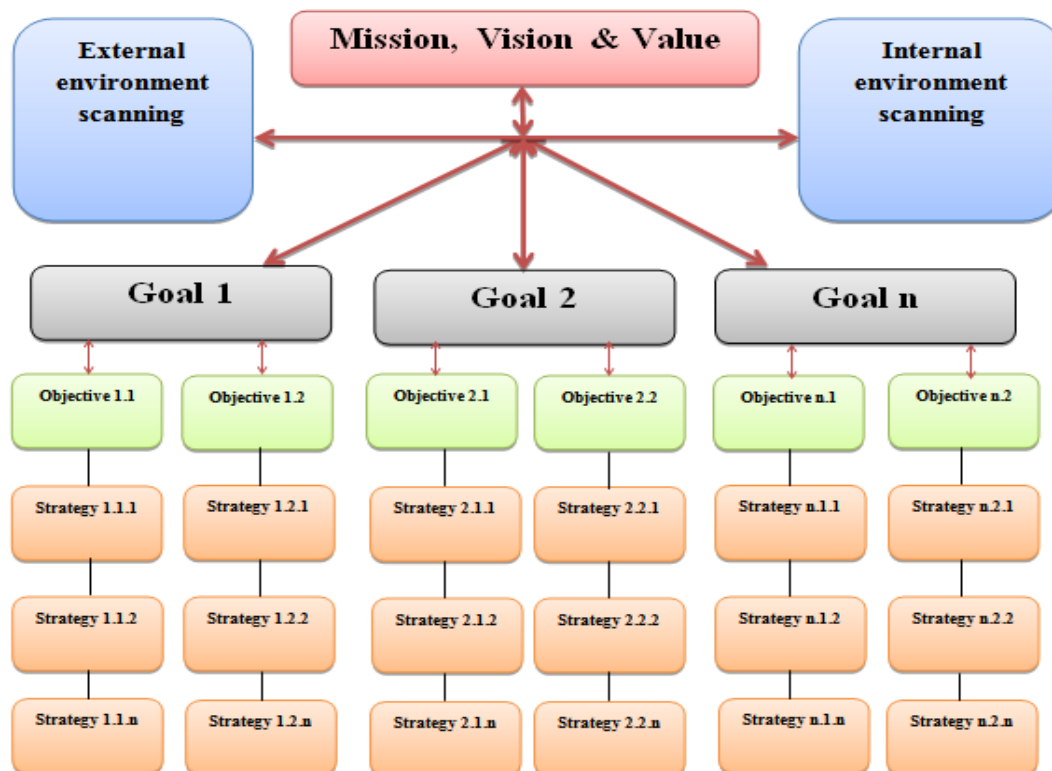 External
environment
scanning
Mission, Vision & Value
Internal
environment
scanning
Goal 1
Goal 2
Goal n
Objective 1.1
Objective 1.2
Objective 2.1
Objective 2.2
Objective n.1
Objective n.2
Strategy 1.1.1
Strategy 1.2.1
Strategy 2.1.1
Strategy 2.2.1
Strategy n.1.1
Strategy n.2.1
Strategy 1.1.2
Strategy 1.2.2
Strategy 2.1.2
Strategy 2.2.2
Strategy n.1.2
Strategy n.2.2
Strategy 1.1.n
Strategy 1.2.n
Strategy 2.1.n
Strategy 2.2.n
Strategy n.1.n
Strategy n.2.n